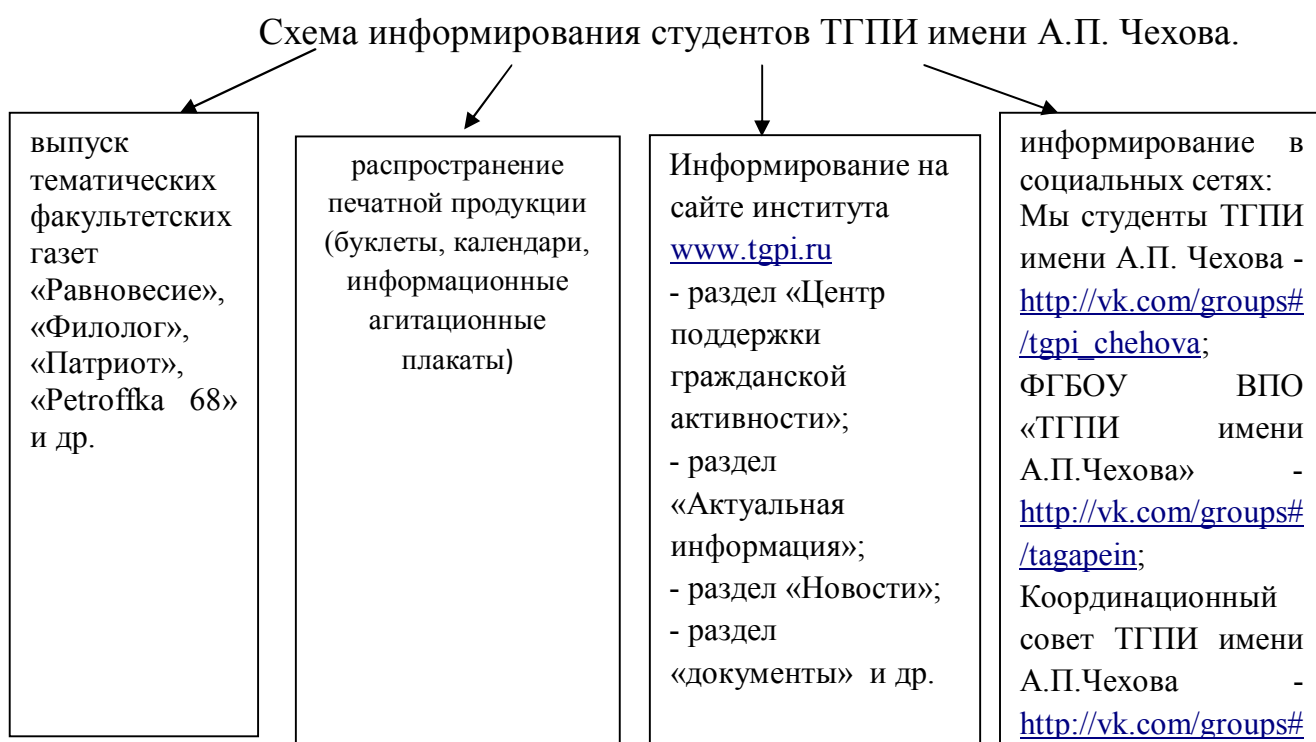 Схема информирования студентов ТГПИ имени А.П. Чехова.
выпуск
тематических
факультетских
газет
«Равновесие»,
«Филолог»,
«Патриот»,
«Petroffka 68»
и др.
распространение
печатной продукции
(буклеты, календари,
информационные
агитационные
плакаты)
Информирование на
сайте института
www.tgpi.ru
- раздел «Центр
поддержки
гражданской
активности»;
- раздел
«Актуальная
информация»;
- раздел «Новости»;
- раздел
«документы» и др.
информирование в
социальных сетях:
Мы студенты ТГПИ
имени А.П. Чехова -
http://vk.com/groups#
/tgpi_chehova;
ФГБОУ ВПО
«ТГПИ имени
А.П.Чехова» -
http://vk.com/groups#
/tagapein;
Координационный
совет ТГПИ имени
А.П.Чехова -
http://vk.com/groups#